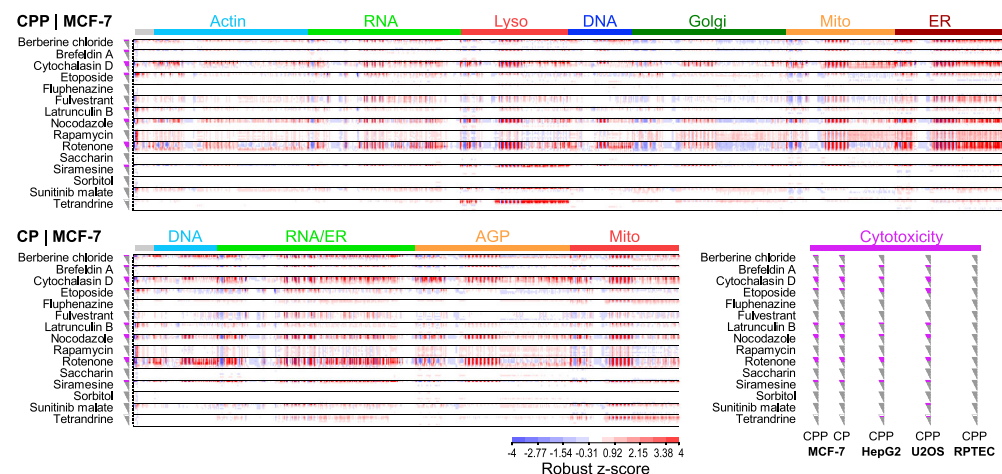 CPP | MCF-7
Actin RNA Lyso DNA Golgi Mito ER
Berberine chloride
Brefeldin A
Cytochalasin D
Etoposide
Fluphenazine
Fulvestrant
Latrunculin B
Nocodazole
Rapamycin
Rotenone
Saccharin
Siramesine
Sorbitol
Sunitinib malate
Tetrandrine
CP | MCF-7
DNA RNA/ER AGP Mito
Berberine chloride
Brefeldin A
Cytochalasin D
Etoposide
Fluphenazine
Fulvestrant
Latrunculin B
Nocodazole
Rapamycin
Rotenone
Saccharin
Siramesine
Sorbitol
Sunitinib malate
Tetrandrine
-4 -2.77 -1.54 -0.31 0.92 2.15 3.38 4
Robust z-score
Cytotoxicity
Berberine chloride
Brefeldin A
Cytochalasin D
Etoposide
Fluphenazine
Fulvestrant
Latrunculin B
Nocodazole
Rapamycin
Rotenone
Saccharin
Siramesine
Sorbitol
Sunitinib malate
Tetrandrine
CPP CP CPP CPP CPP
MCF-7 HepG2 U2OS RPTEC